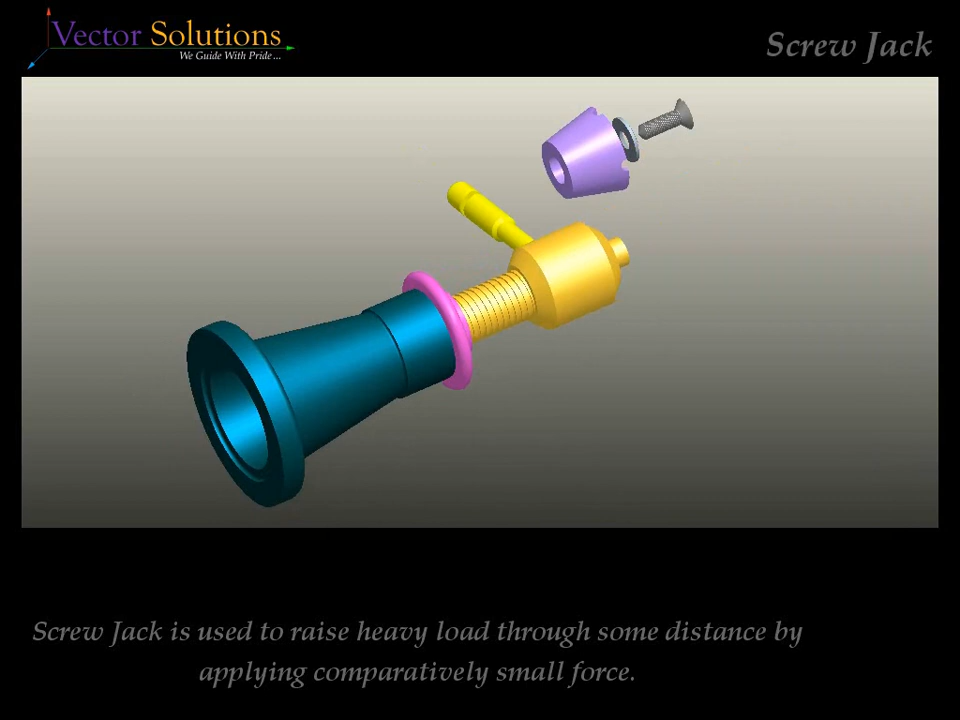 Vector Solutions
We Guide With Pride...
Screw Jack
Screw Jack is used to raise heavy load through some distance by
applying comparatively small force.